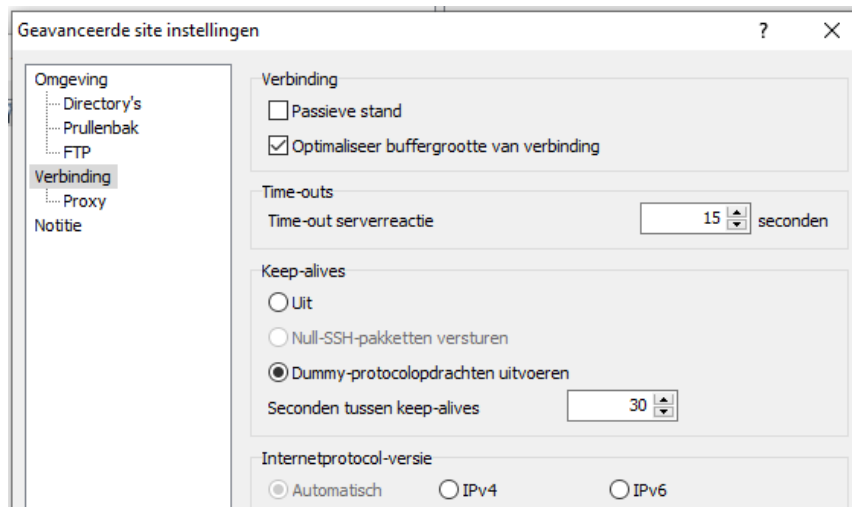 Geavanceerde site instellingen
?
Omgeving
Directory's
Prullenbak
FTP
Verbinding
Proxy
Notitie
Verbinding
Passieve stand
Optimaliseer buffergrootte van verbinding
Time-outs
Time-out serverreactie 15 seconden
Keep-alives
Uit
Null-SSH-pakketten versturen
Dummy-protocolopdrachten uitvoeren
Seconden tussen keep-alives 30
Internetprotocol-versie
Automatisch IPv4 IPv6